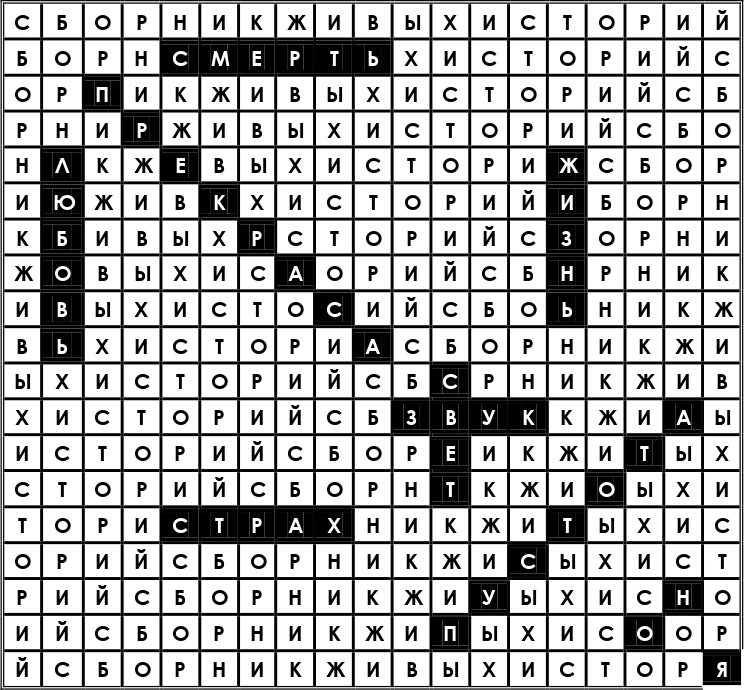 С Б О Р Н И К Ж И В Ы Х И С Т О Р И Й
Б О Р Н С М Е Р Т Ь Х И С Т О Р И Й С
О Р П И К Ж И В Ы Х И С Т О Р И Й С Б
Р Н И Р Ж И В Ы Х И С Т О Р И Й С Б О
Н Л К Ж Е В Ы Х И С Т О Р И Ж С Б О Р
И Ю Ж И В К Х И С Т О Р И Й И Б О Р Н
К Б И В Ы Х Р С Т О Р И Й С З О Р Н И
Ж О В Ы Х И С А О Р И Й С Б Н Р Н И К
И В Ы Х И С Т О С И Й С Б О Ь Н И К Ж
В Ь Х И С Т О Р И А С Б О Р Н И К Ж И
Ы Х И С Т О Р И Й С Б С Р Н И К Ж И В
Х И С Т О Р И Й С Б З В У К К Ж И А Ы
И С Т О Р И Й С Б О Р Е И К Ж И Т Ы Х
С Т О Р И Й С Б О Р Н Т К Ж И О Ы Х И
Т О Р И С Т Р А Х Н И К Ж И Т Ы Х И С
О Р И Й С Б О Р Н И К Ж И С Ы Х И С Т
Р И Й С Б О Р Н И К Ж И У Ы Х И С Н О
И Й С Б О Р Н И К Ж И П Ы Х И С О О Р
Й С Б О Р Н И К Ж И В Ы Х И С Т О Р Я